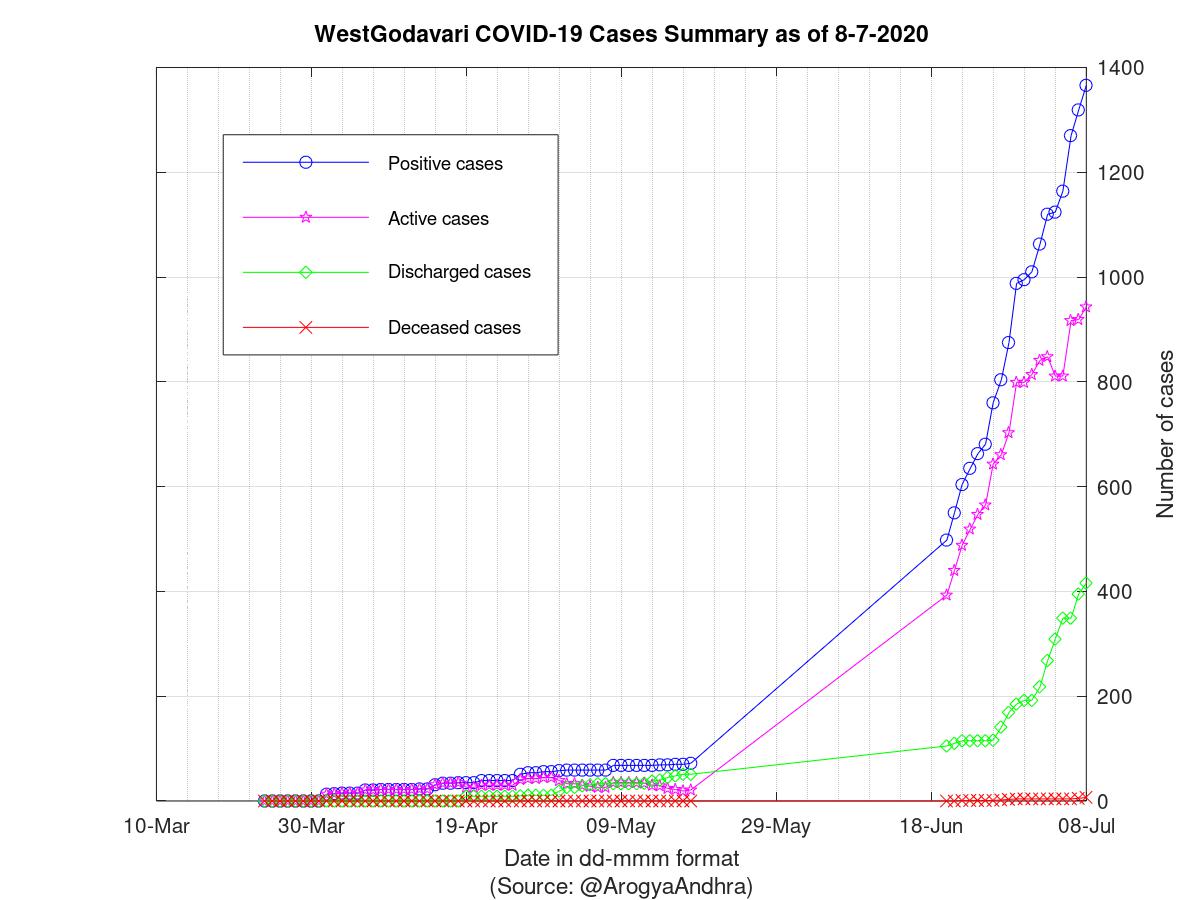 WestGodavari COVID-19 Cases Summary as of 8-7-2020
Positive cases
Active cases
Discharged cases
Deceased cases
1400
1200
1000
800
600
400
200
0
Number of cases
10-Mar 30-Mar 19-Apr 09-May 29-May 18-Jun 08-Jul
Date in dd-mmm format
(Source: @ArogyaAndhra)